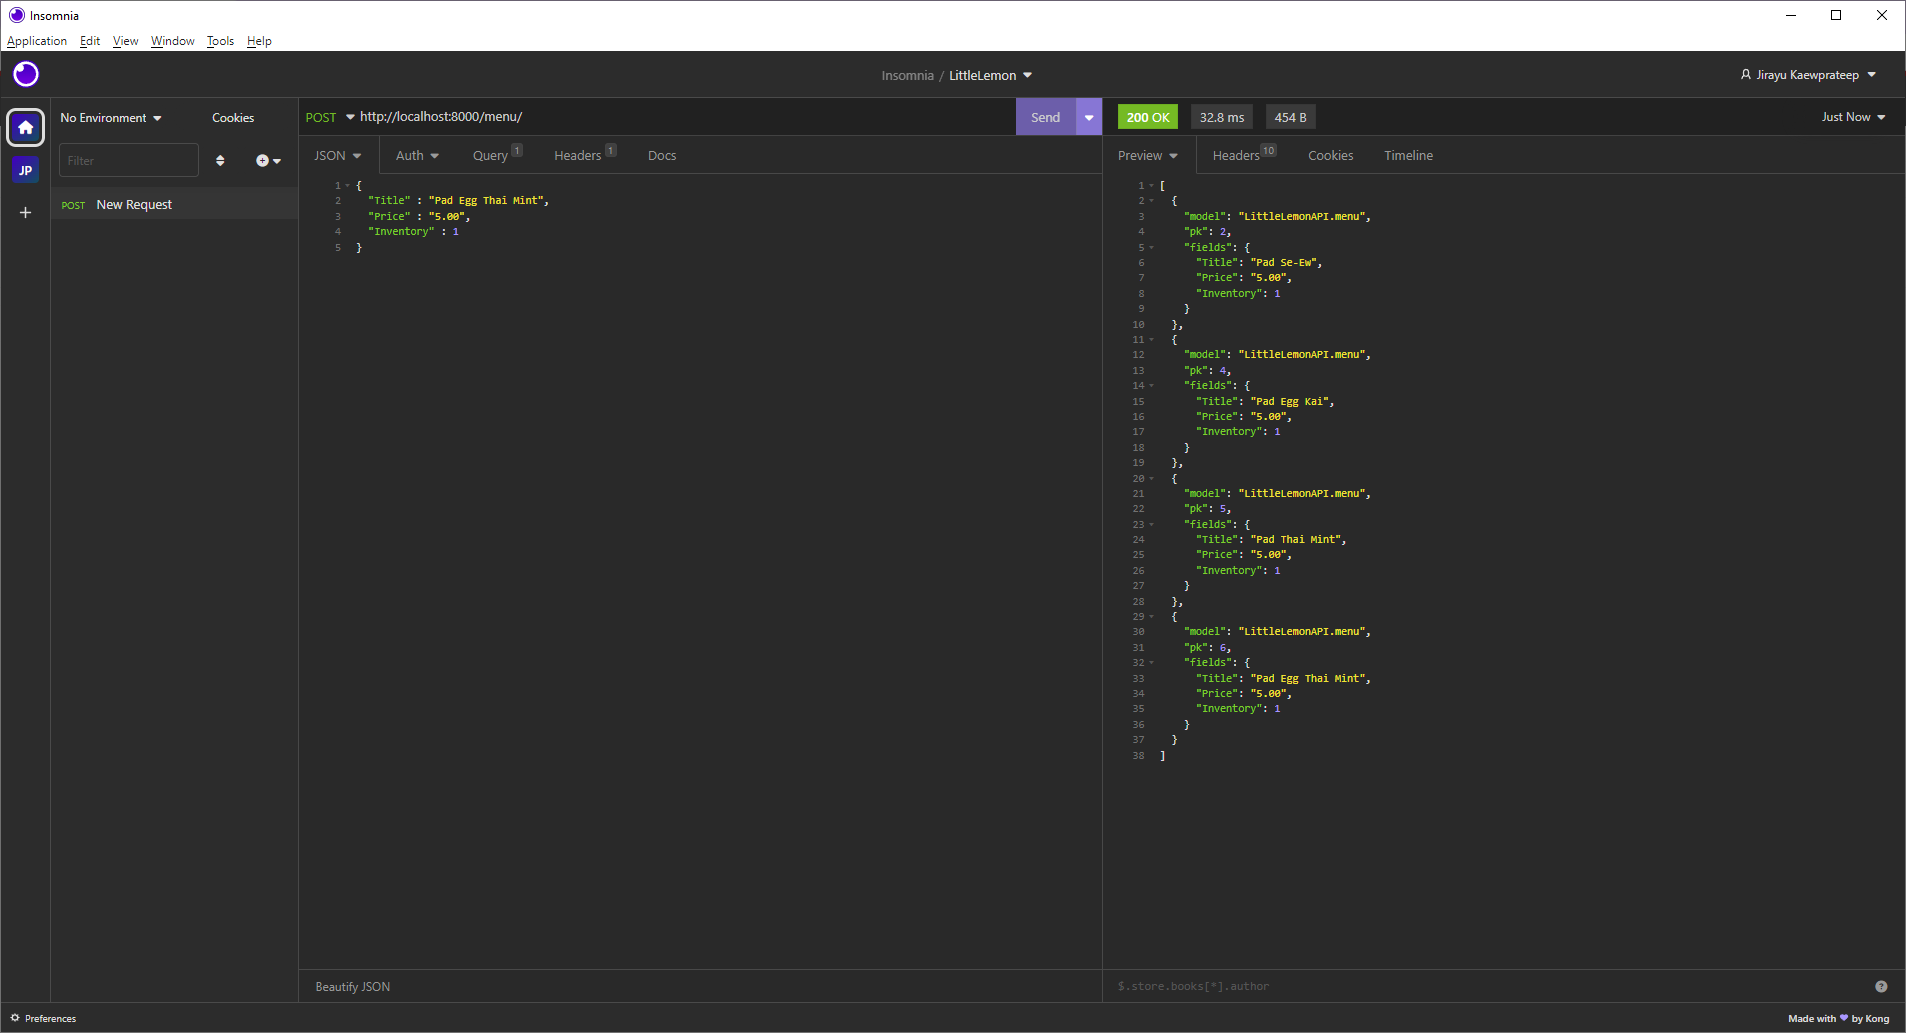 Insomnia
Application Edit View Window Tools Help
Insomnia / LittleLemon
Jirayu Kaewprateep
No Environment Cookies
Filter
JP
POST New Request
POST http://localhost:8000/menu/ Send
JSON Auth Query 1 Headers 1 Docs
1 {
2 "Title" : "Pad Egg Thai Mint",
3 "Price" : "5.00",
4 "Inventory" : 1
5 }
Beautify JSON
200 OK 32.8 ms 454 B Just Now
Preview Headers 10 Cookies Timeline
1 [
2 {
3 "model": "LittleLemonAPI.menu",
4 "pk": 2,
5 "fields": {
6 "Title": "Pad Se-Ew",
7 "Price": "5.00",
8 "Inventory": 1
9 }
10 },
11 {
12 "model": "LittleLemonAPI.menu",
13 "pk": 4,
14 "fields": {
15 "Title": "Pad Egg Kai",
16 "Price": "5.00",
17 "Inventory": 1
18 }
19 },
20 {
21 "model": "LittleLemonAPI.menu",
22 "pk": 5,
23 "fields": {
24 "Title": "Pad Thai Mint",
25 "Price": "5.00",
26 "Inventory": 1
27 }
28 },
29 {
30 "model": "LittleLemonAPI.menu",
31 "pk": 6,
32 "fields": {
33 "Title": "Pad Egg Thai Mint",
34 "Price": "5.00",
35 "Inventory": 1
36 }
37 }
38 ]
$.store.books[*].author
Preferences
Made with ♥ by Kong